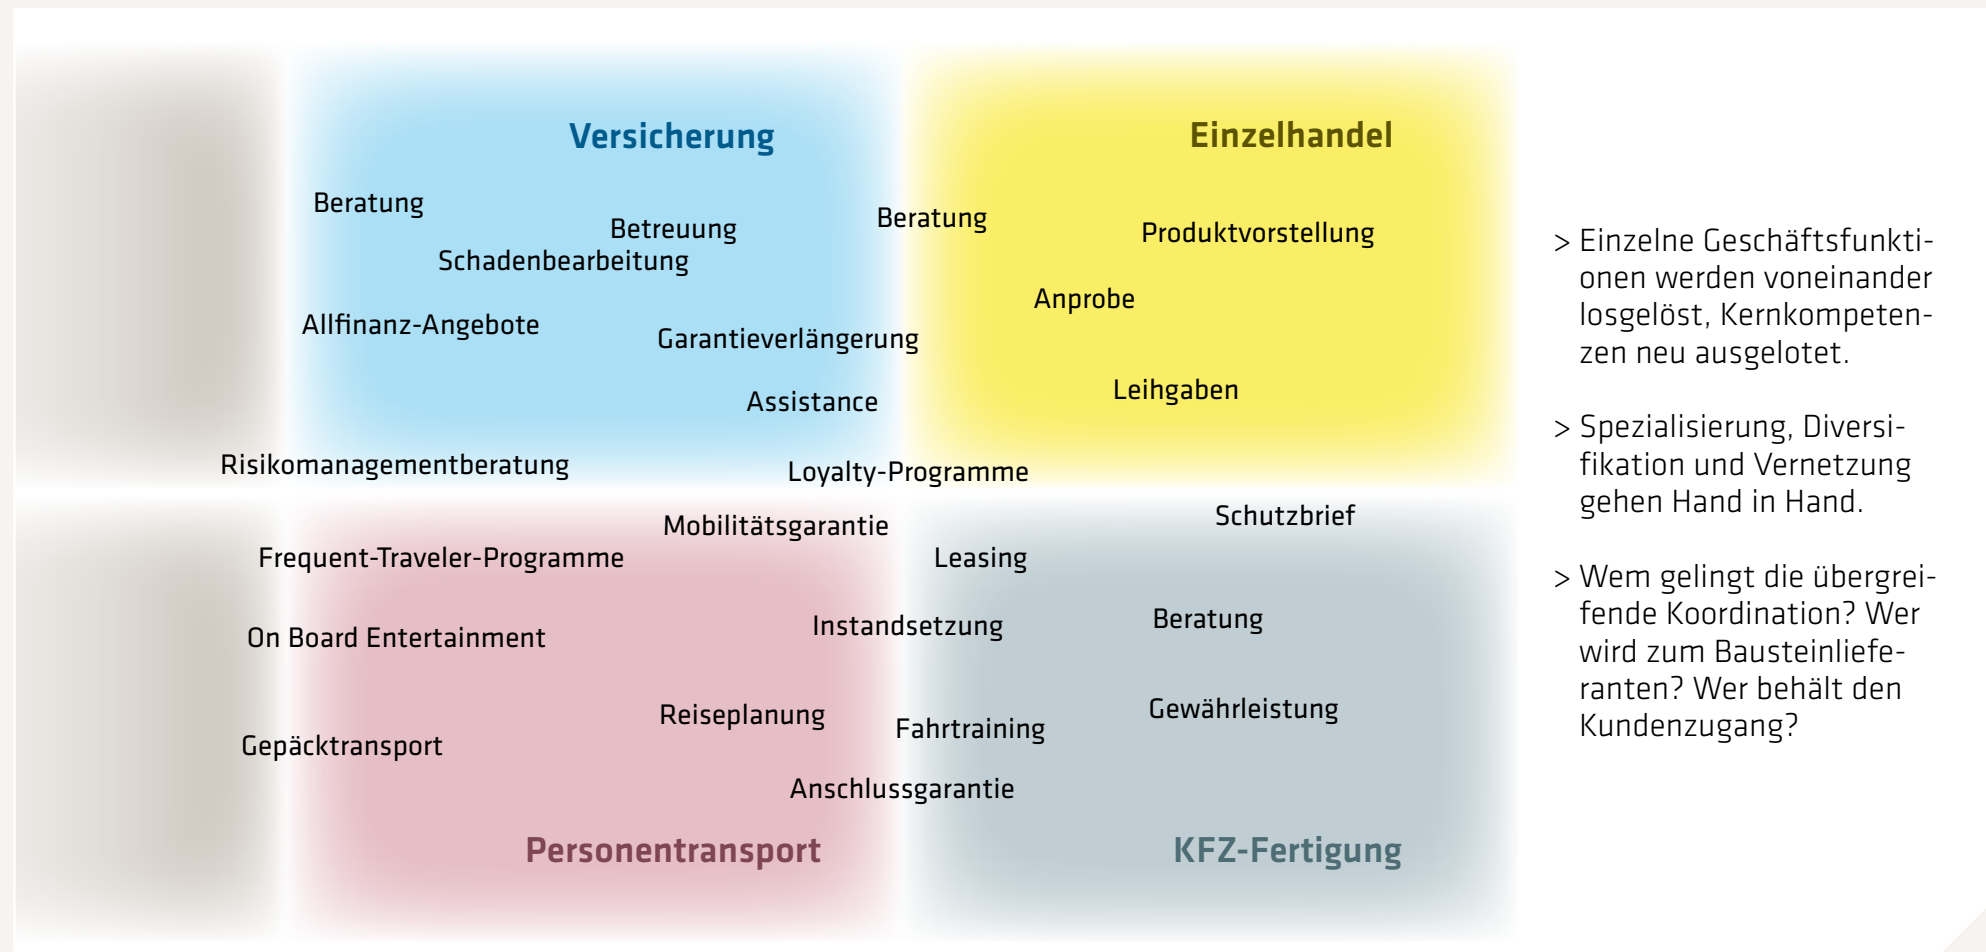 Versicherung
Einzelhandel
Beratung
Betreuung
Beratung
Produktvorstellung
Schadenbearbeitung
Anprobe
Allfinanz-Angebote
Garantieverlängerung
Leihgaben
Assistance
Risikomanagementberatung
Loyalty-Programme
Mobilitätsgarantie
Schutzbrief
Frequent-Traveler-Programme
Leasing
On Board Entertainment
Instandsetzung
Beratung
Reiseplanung
Fahrtraining
Gewährleistung
Gepäcktransport
Anschlussgarantie
Personentransport
KFZ-Fertigung
> Einzelne Geschäftsfunkti-
onen werden voneinander
losgelöst, Kernkompeten-
zen neu ausgelotet.
> Spezialisierung, Diversi-
fikation und Vernetzung
gehen Hand in Hand.
> Wem gelingt die übergrei-
fende Koordination? Wer
wird zum Bausteinliefe-
ranten? Wer behält den
Kundenzugang?